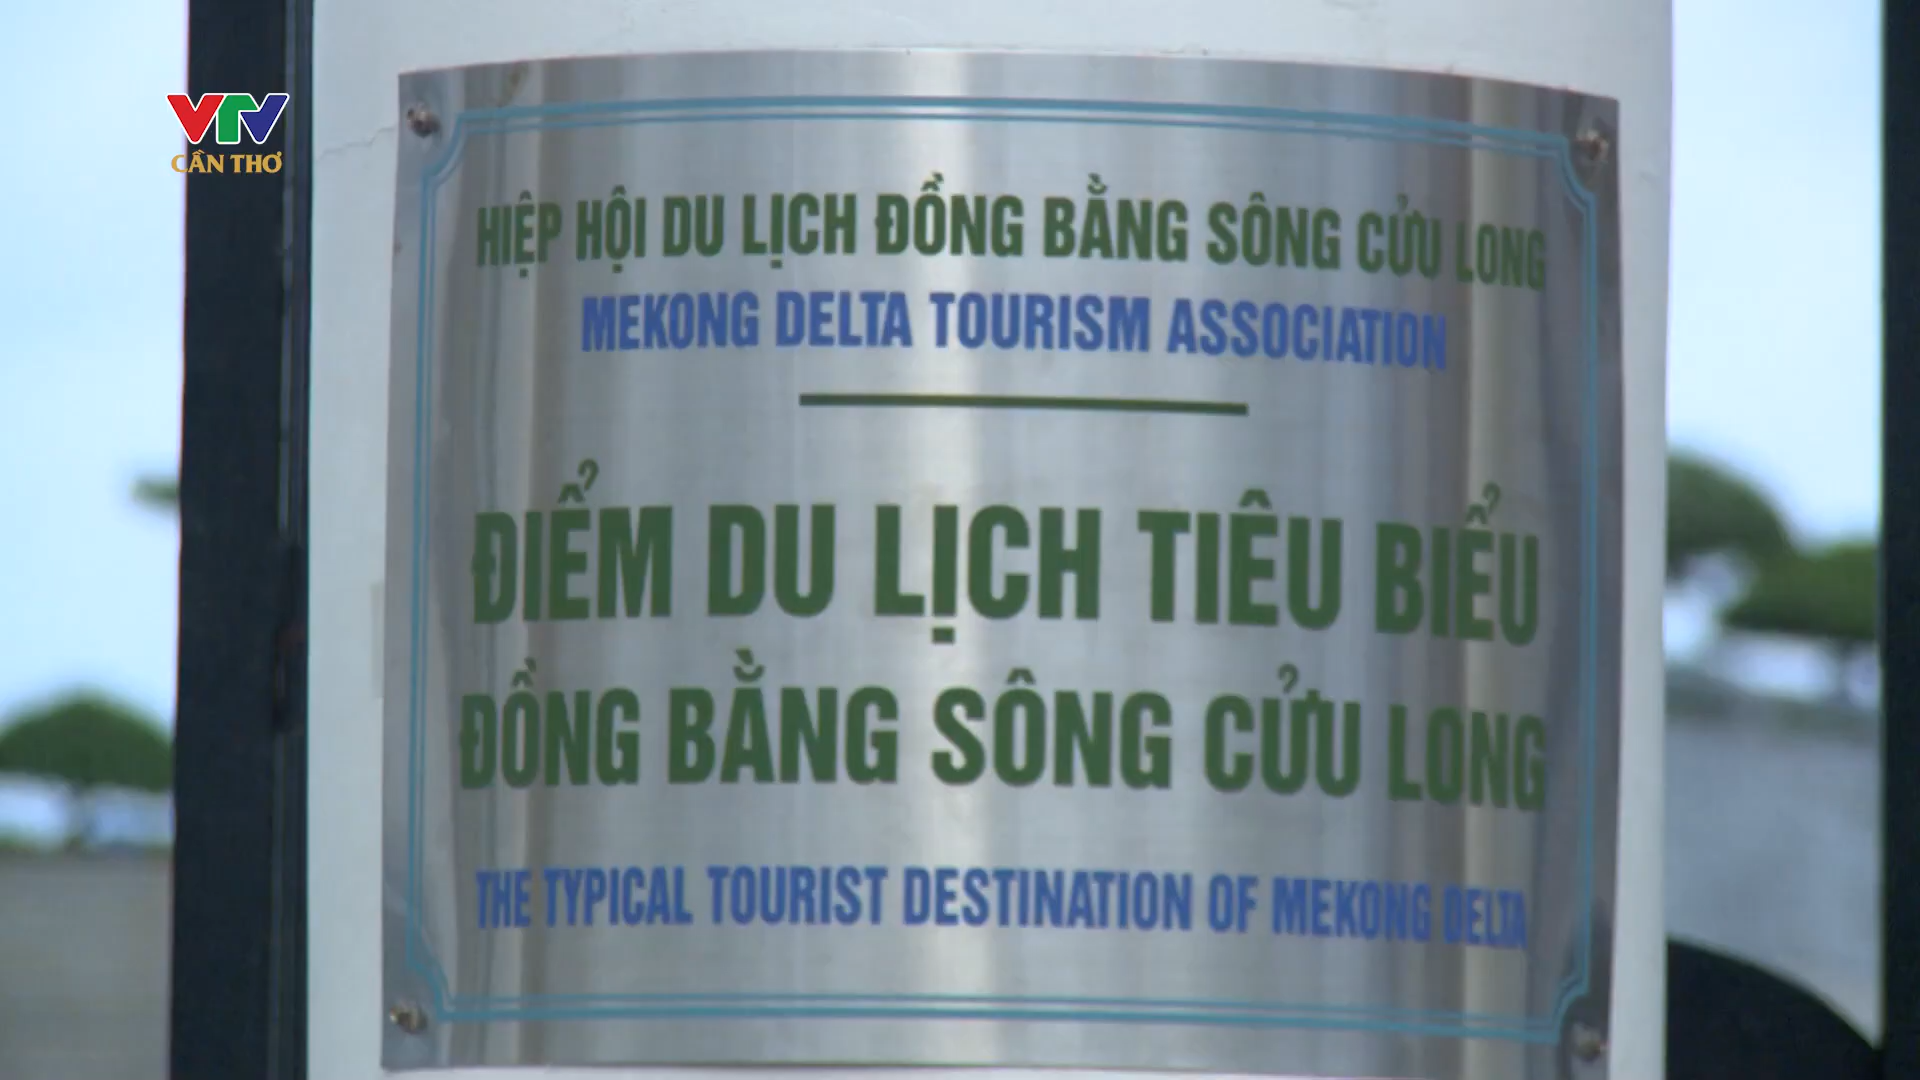 VTV
CẦN THƠ
HIỆP HỘI DU LỊCH ĐỒNG BẰNG SÔNG CỬU LONG
MEKONG DELTA TOURISM ASSOCIATION
ĐIỂM DU LỊCH TIÊU BIỂU
ĐỒNG BẰNG SÔNG CỬU LONG
THE TYPICAL TOURIST DESTINATION OF MEKONG DELTA